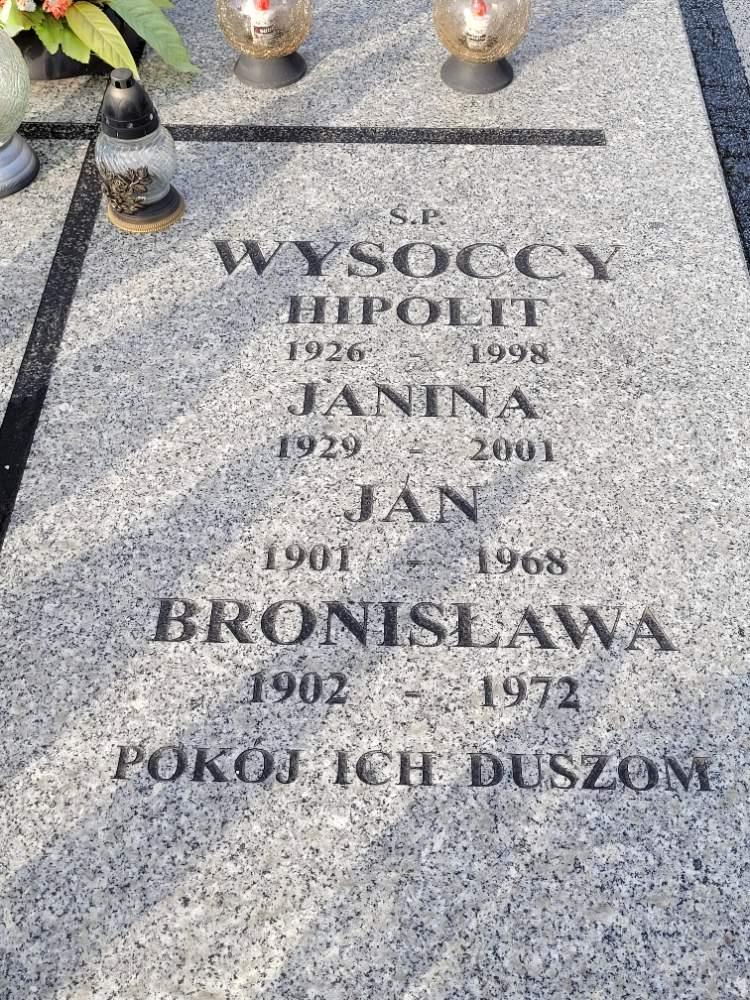 Ś.P.
WYSOCCY
HIPOLIT
1926 - 1998
JANINA
1929 - 2001
JAN
1901 - 1968
BRONISŁAWA
1902 - 1972
POKÓJ ICH DUSZOM